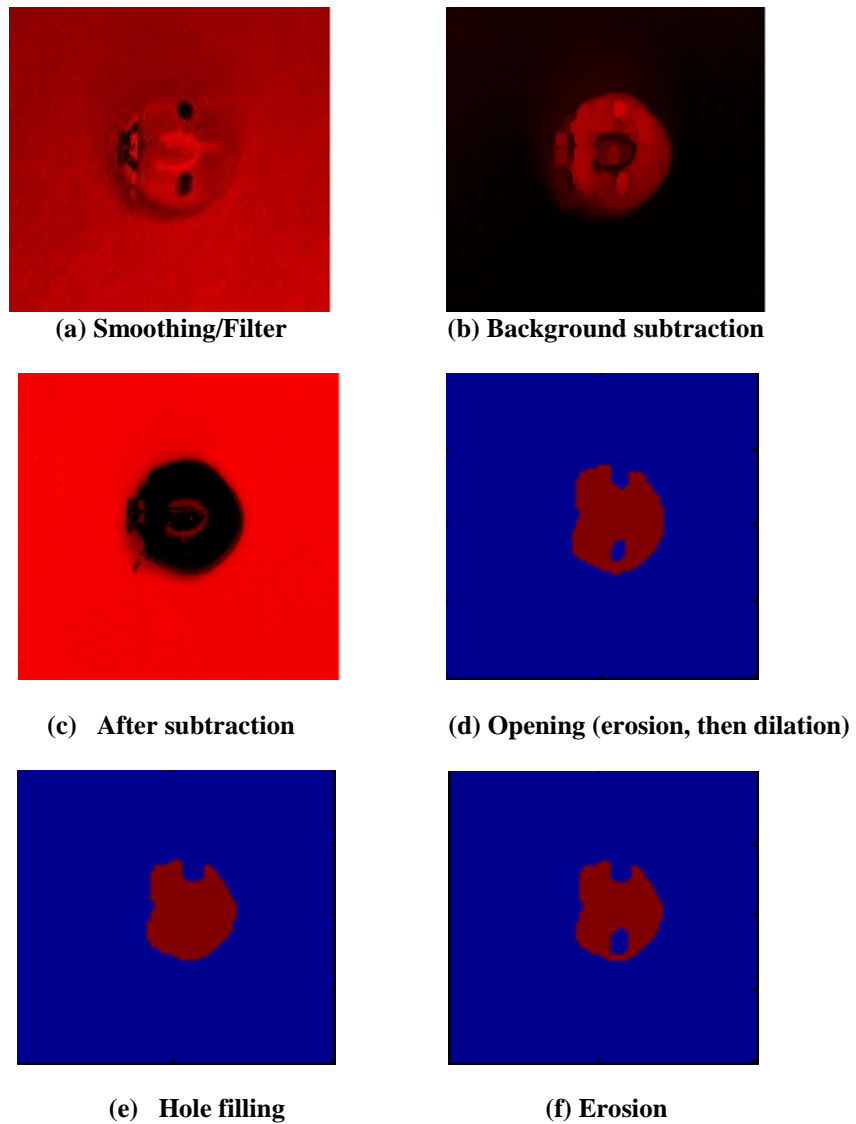 (a) Smoothing/Filter
(b) Background subtraction
(c) After subtraction
(d) Opening (erosion, then dilation)
(e) Hole filling
(f) Erosion